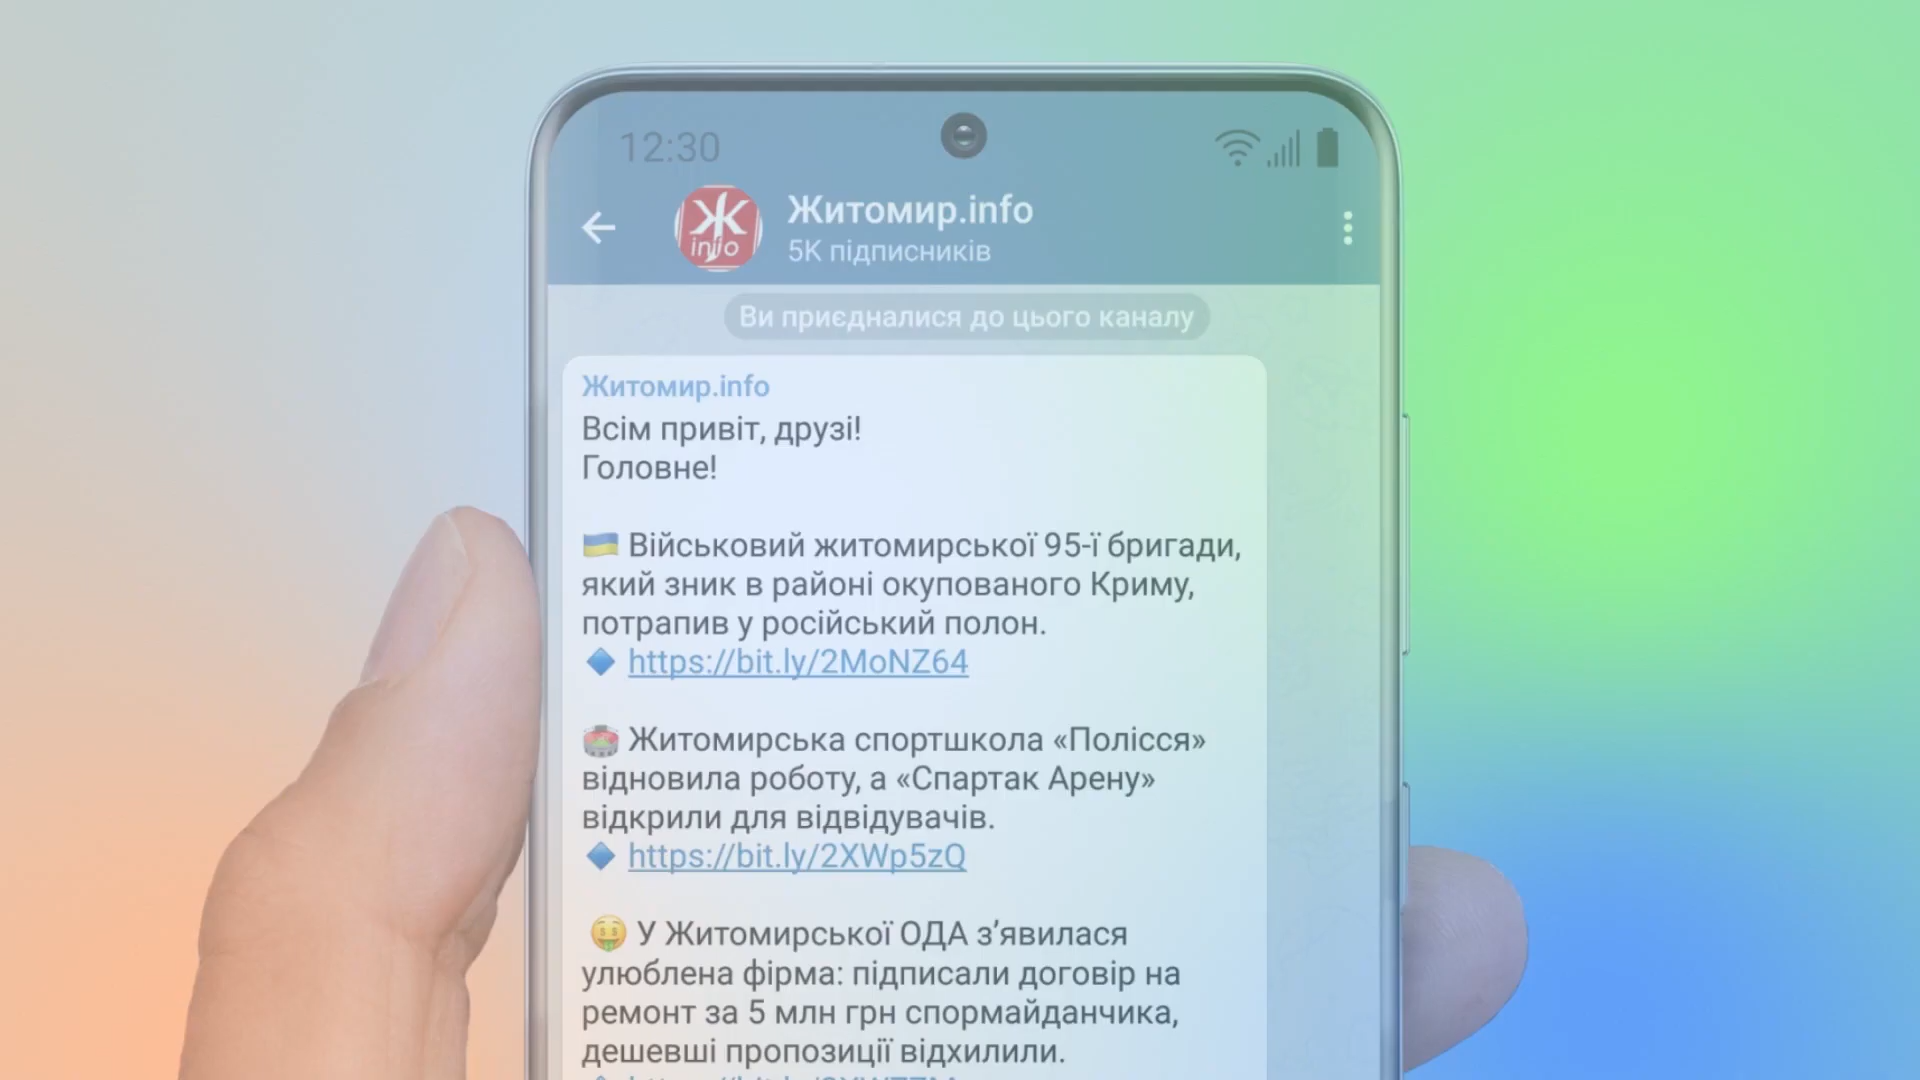 12:30
Ж
info
Житомир.info
5K підписників
Ви приєдналися до цього каналу
Житомир.info
Всім привіт, друзі!
Головне!
Військовий житомирської 95-ї бригади,
який зник в районі окупованого Криму,
потрапив у російський полон.
https://bit.ly/2MoNZ64
Житомирська спортшкола «Полісся»
відновила роботу, а «Спартак Арену»
відкрили для відвідувачів.
https://bit.ly/2XWp5zQ
У Житомирської ОДА з’явилася
улюблена фірма: підписали договір на
ремонт за 5 млн грн спормайданчика,
дешевші пропозиції відхилили.